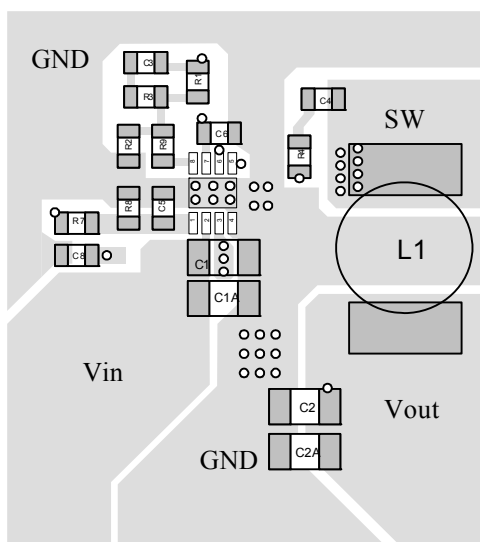 GND
C3
R1
R3
C4
SW
C6
R2
R9
R4
8 7 6 5
R8
C5
R7
1 2 3 4
L1
C8
C1
C1A
Vin
C2
Vout
GND
C2A